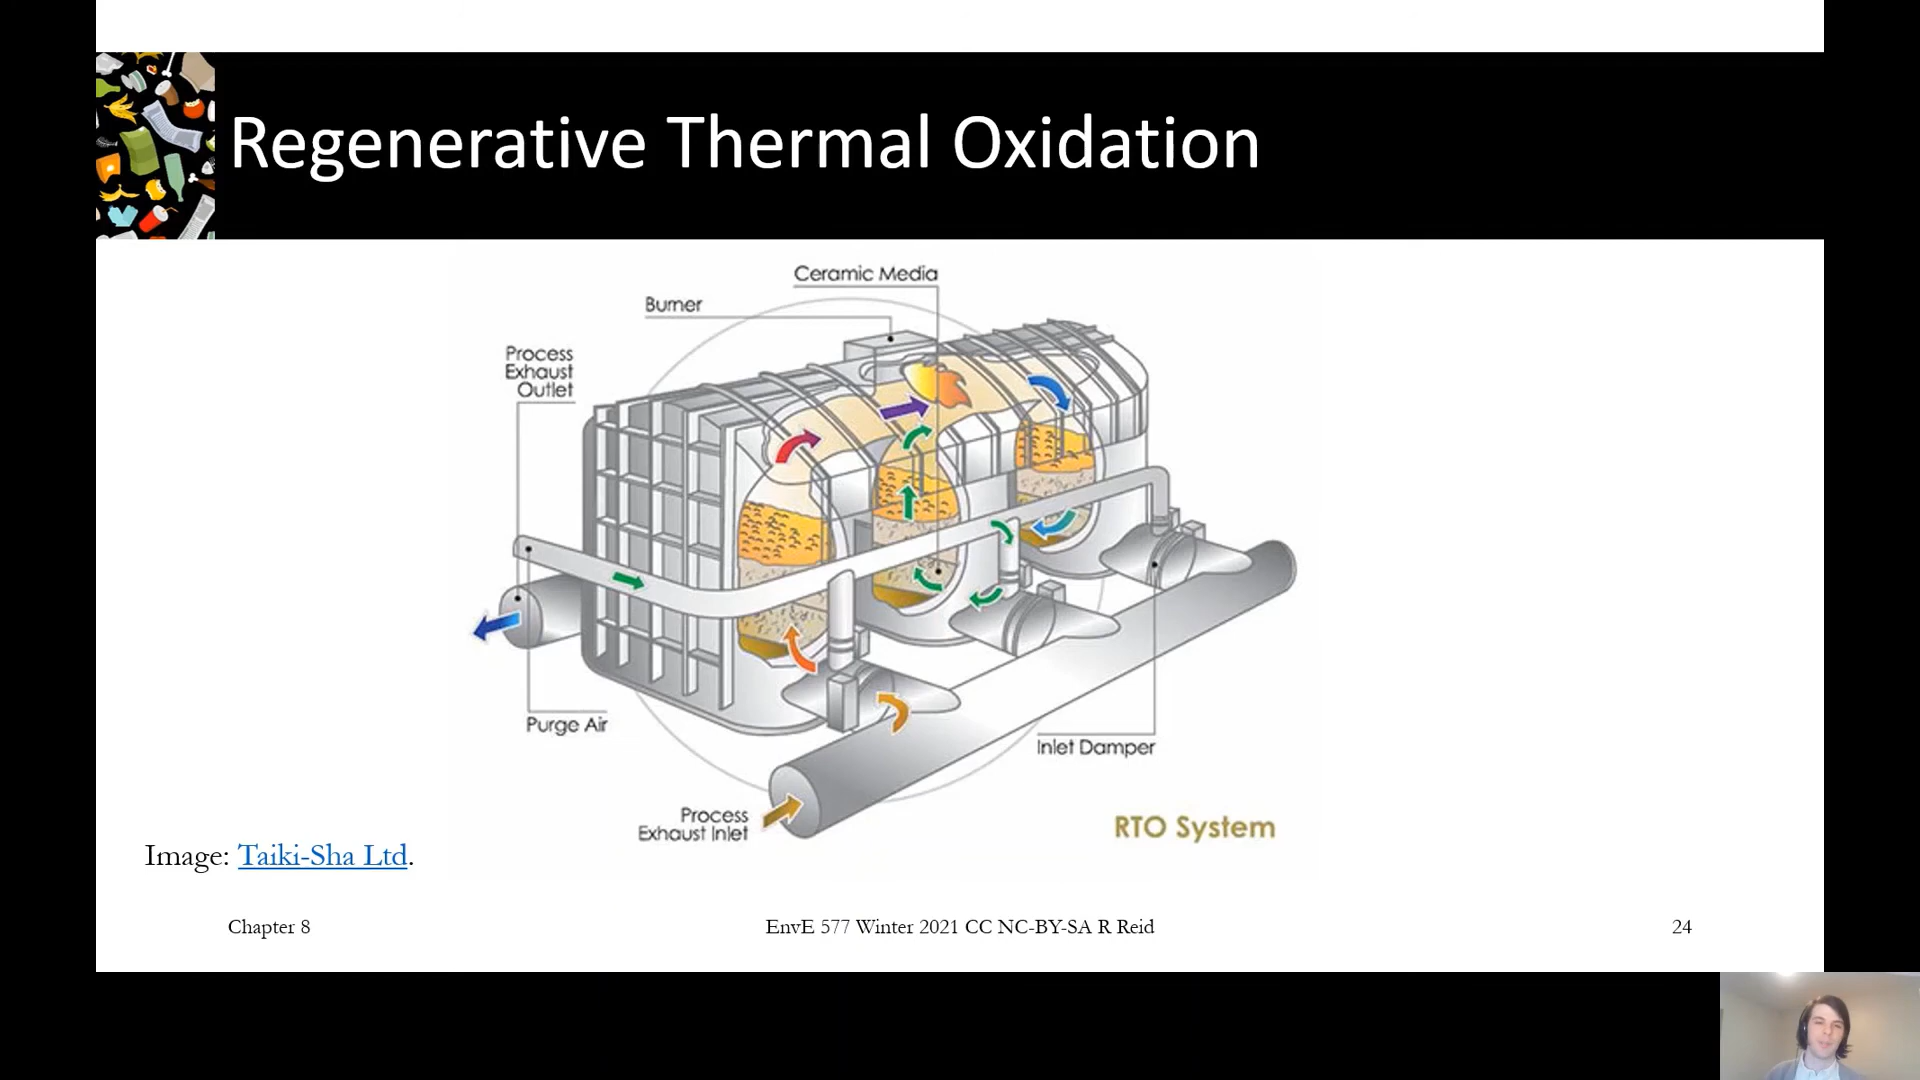 Regenerative Thermal Oxidation
Ceramic Media
Burner
Process
Exhaust
Outlet
Purge Air
Inlet Damper
Process
Exhaust Inlet
RTO System
Image: Taiki-Sha Ltd.
Chapter 8
EnvE 577 Winter 2021 CC NC-BY-SA R Reid
24